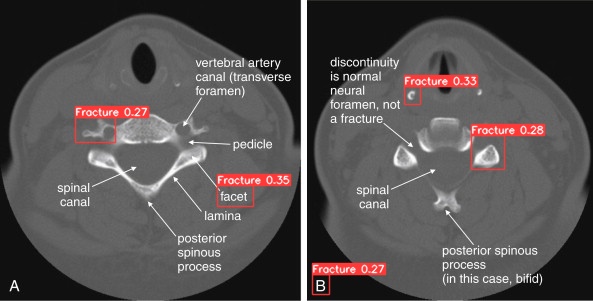 vertebral artery
canal (transverse
foramen)
Fracture 0.27
pedicle
Fracture 0.35
facet
spinal
canal
lamina
posterior
spinous
process
A
discontinuity
is normal
neural
foramen, not
a fracture
Fracture 0.33
Fracture 0.28
spinal
canal
posterior spinous
process
(in this case, bifid)
Fracture 0.27
B